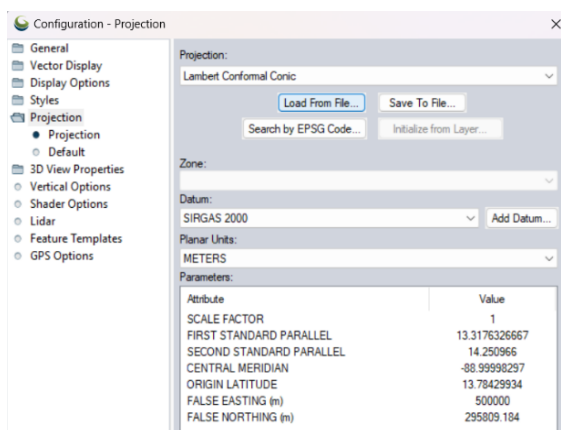 Configuration - Projection
General
Vector Display
Display Options
Styles
Projection
Projection
Default
3D View Properties
Vertical Options
Shader Options
Lidar
Feature Templates
GPS Options
Projection:
Lambert Conformal Conic
Load From File... Save To File...
Search by EPSG Code... Initialize from Layer...
Zone:
Datum:
SIRGAS 2000 Add Datum...
Planar Units:
METERS
Parameters:
Attribute Value
SCALE FACTOR 1
FIRST STANDARD PARALLEL 13.3176326667
SECOND STANDARD PARALLEL 14.250966
CENTRAL MERIDIAN -88.99998297
ORIGIN LATITUDE 13.78429934
FALSE EASTING (m) 500000
FALSE NORTHING (m) 295809.184